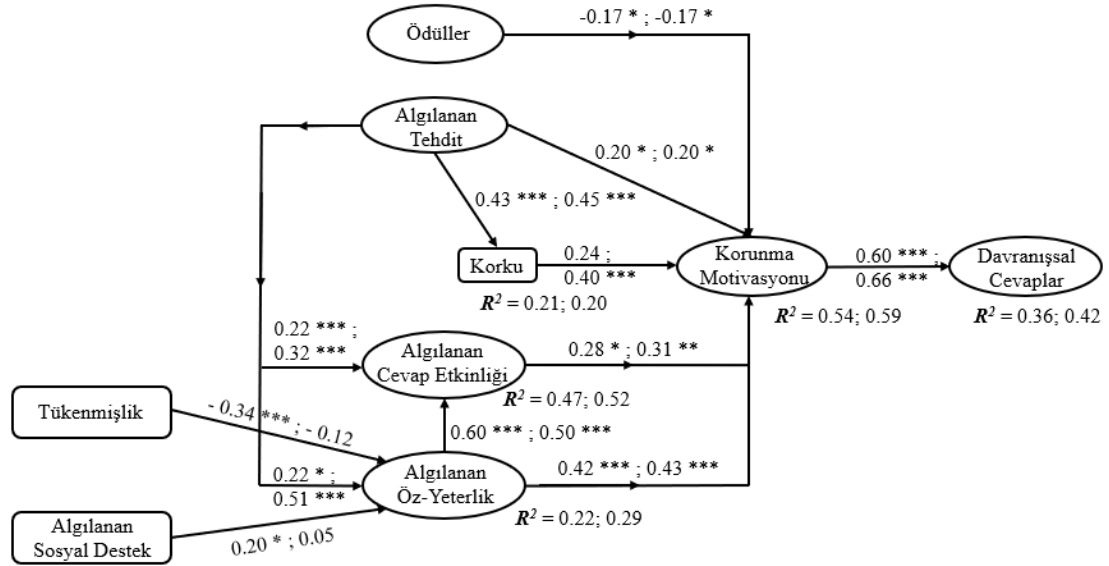 Ödüller
-0.17 * ; -0.17 *
Algılanan
Tehdit
0.20 * ; 0.20 *
0.43 *** ; 0.45 ***
Korku
0.24 ;
0.40 ***
R² = 0.21; 0.20
Korunma
Motivasyonu
R² = 0.54; 0.59
0.60 *** ;
0.66 ***
Davranışsal
Cevaplar
R² = 0.36; 0.42
0.22 *** ;
0.32 ***
Algılanan
Cevap Etkinliği
0.28 * ; 0.31 **
R² = 0.47; 0.52
Tükenmişlik
- 0.34 *** ; - 0.12
0.60 *** ; 0.50 ***
0.22 * ;
0.51 ***
Algılanan
Öz-Yeterlik
0.42 *** ; 0.43 ***
R² = 0.22; 0.29
Algılanan
Sosyal Destek
0.20 * ; 0.05